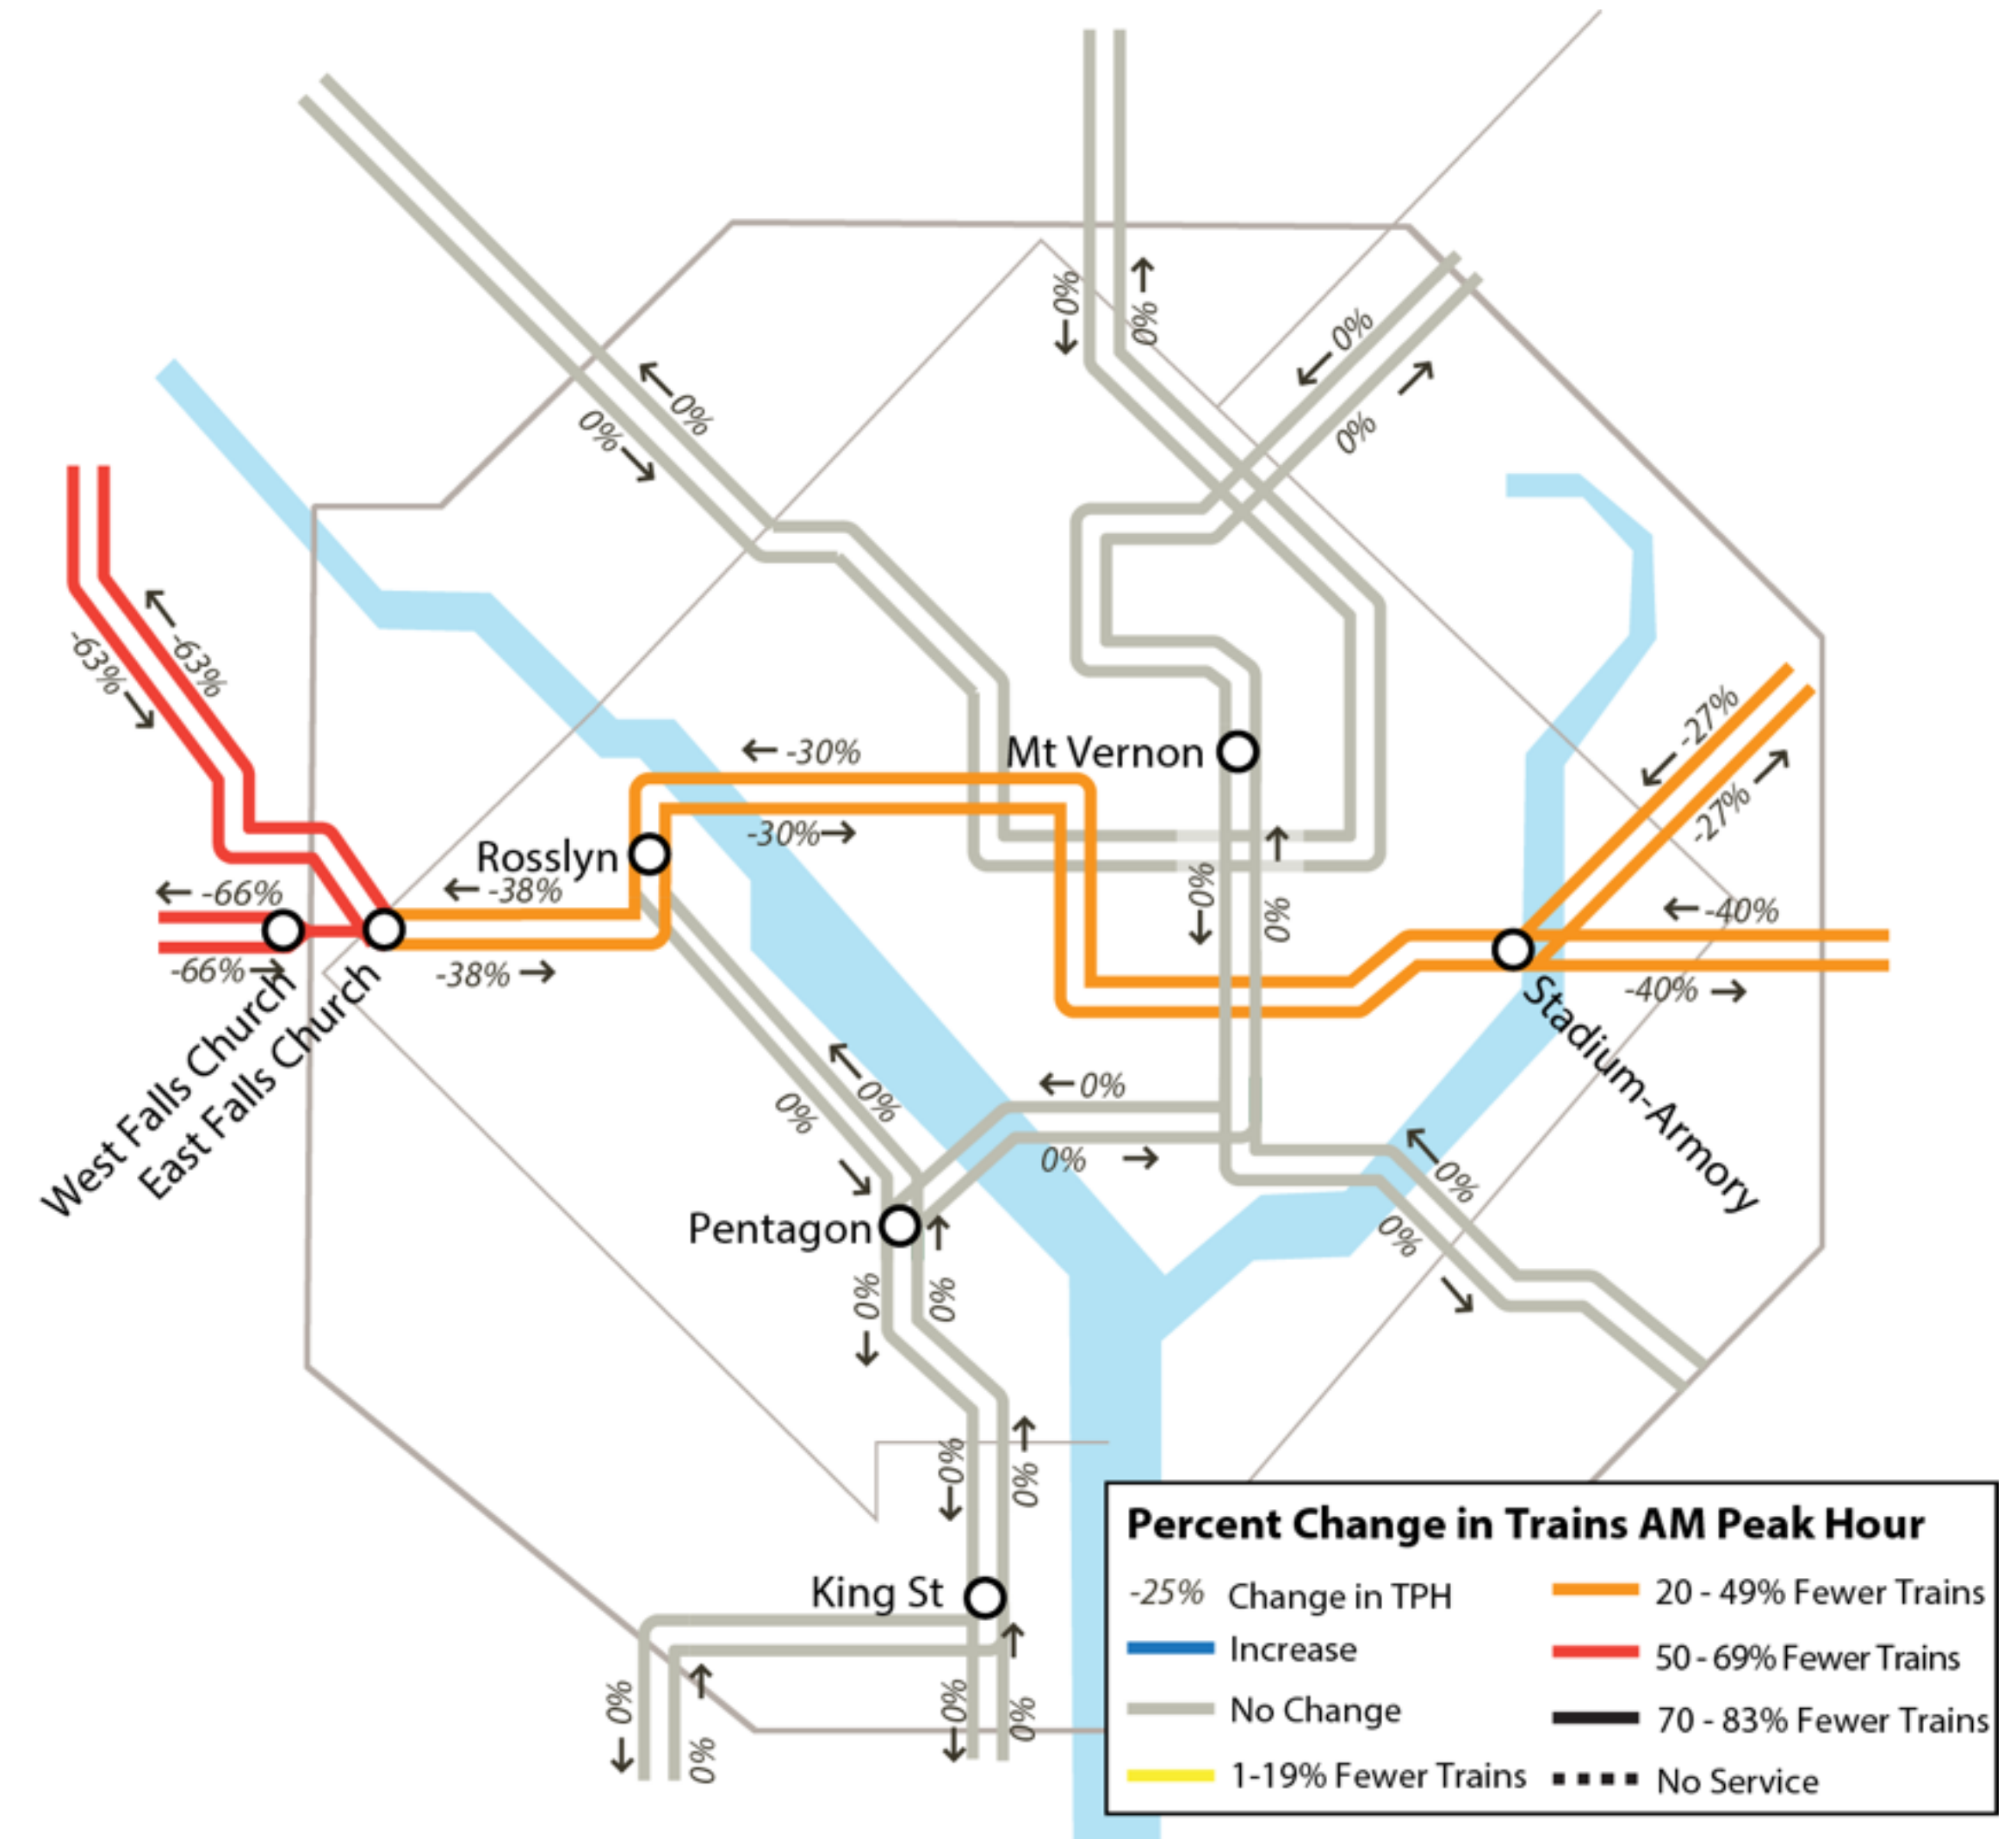 0%
0%
0%
0%
0%
0%
-63%
-63%
-27%
-27%
Mt Vernon
-30%
-30%
Rosslyn
-38%
-38%
-66%
-66%
0%
0%
-40%
-40%
West Falls Church
East Falls Church
Stadium-Armory
0%
0%
0%
0%
0%
0%
Pentagon
0%
0%
0%
0%
King St
0%
0%
0%
0%
Percent Change in Trains AM Peak Hour
-25% Change in TPH
Increase
No Change
1-19% Fewer Trains
20 - 49% Fewer Trains
50 - 69% Fewer Trains
70 - 83% Fewer Trains
No Service